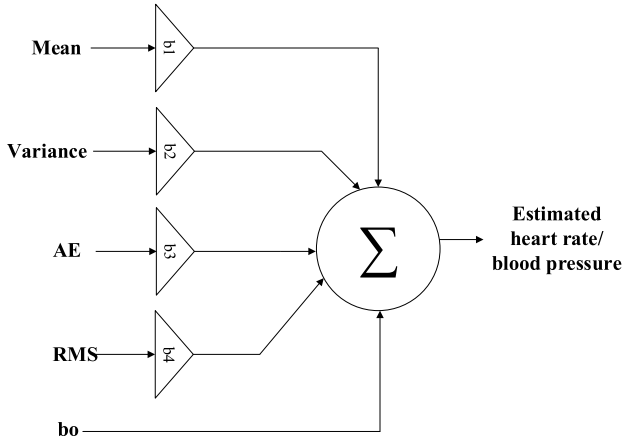 Mean
b1
Variance
b2
AE
b3
RMS
b4
bo
∑
Estimated
heart rate/
blood pressure